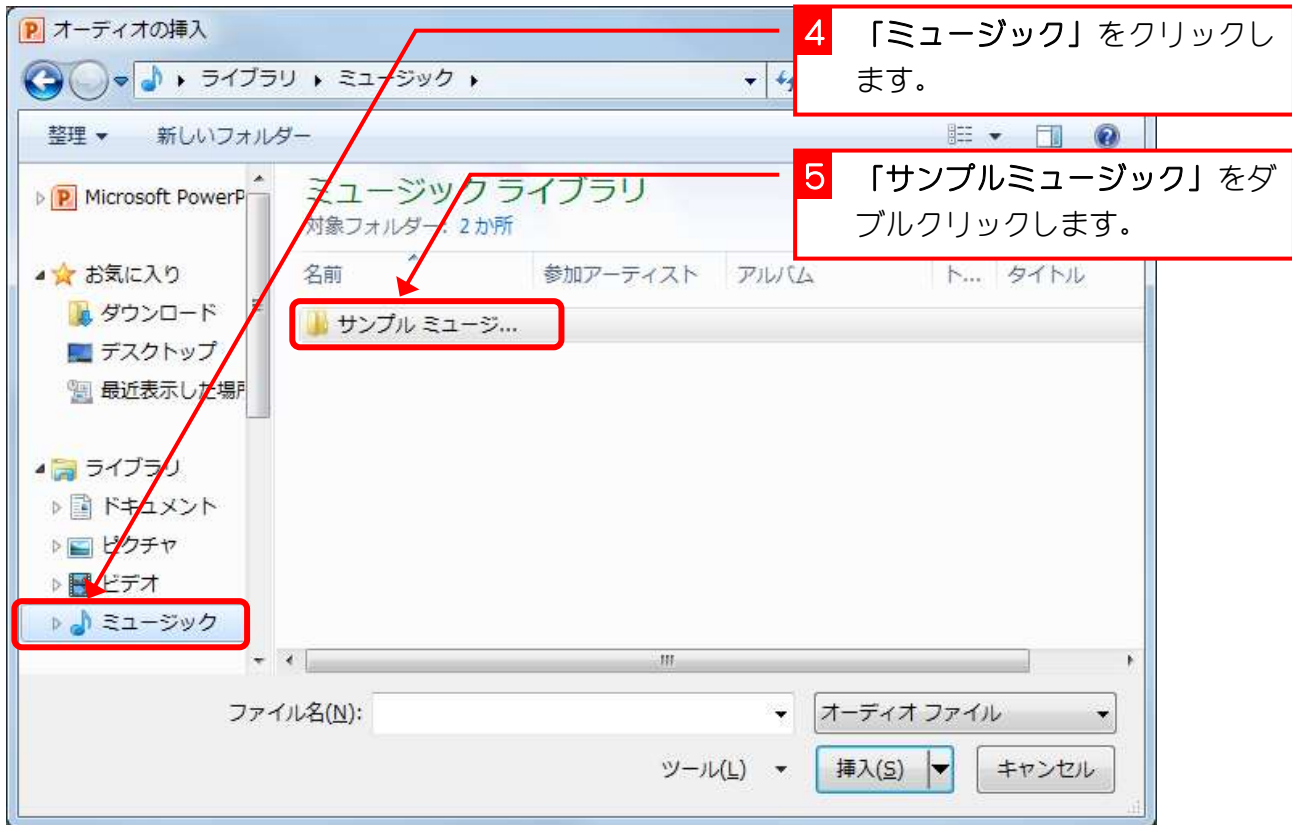 オーディオの挿入
4 「ミュージック」をクリックし
ます。
ライブラリ ミュージック
整理 新しいフォルダー
5 「サンプルミュージック」をダ
ブルクリックします。
Microsoft PowerP
お気に入り
ダウンロード
デスクトップ
最近表示した場所
ライブラリ
ドキュメント
ピクチャ
ビデオ
ミュージック
ミュージック ライブラリ
対象フォルダー: 2 か所
名前 参加アーティスト アルバム ト... タイトル
サンプル ミュージ...
ファイル名(N): オーディオ ファイル
ツール(L) 挿入(S) キャンセル